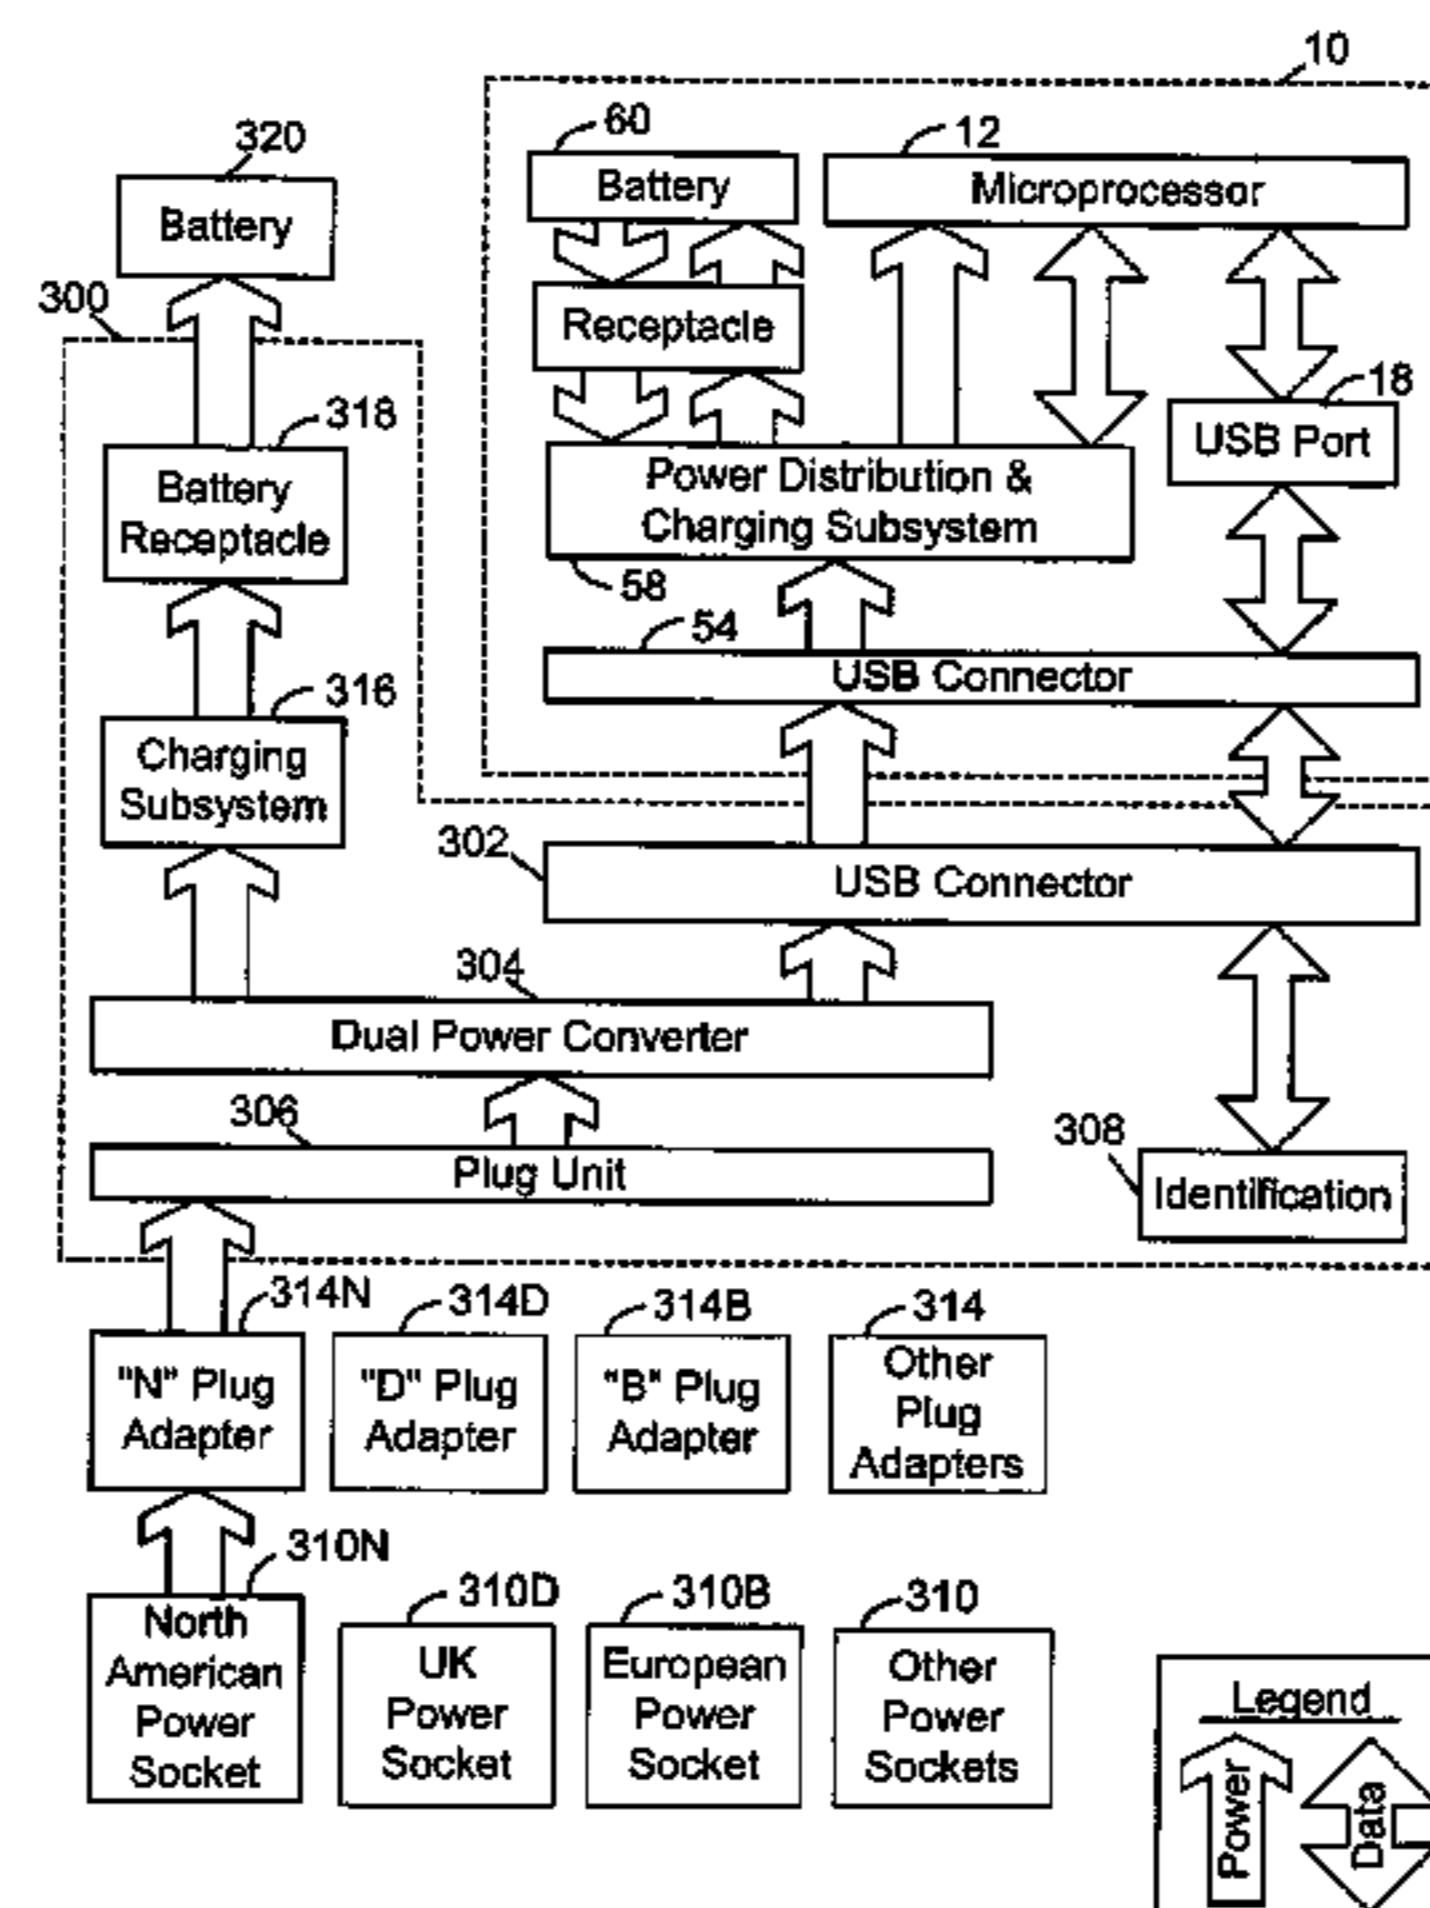 10
60
12
320
Battery
Microprocessor
Battery
300
Receptacle
18
318
USB Port
Battery
Receptacle
Power Distribution &
Charging Subsystem
58
54
316
USB Connector
Charging
Subsystem
302
USB Connector
304
Dual Power Converter
306
308
Plug Unit
Identification
314N
314D
314B
314
"N" Plug
Adapter
"D" Plug
Adapter
"B" Plug
Adapter
Other
Plug
Adapters
310N
310D
310B
310
North
American
Power
Socket
UK
Power
Socket
European
Power
Socket
Other
Power
Sockets
Legend
Power
Data